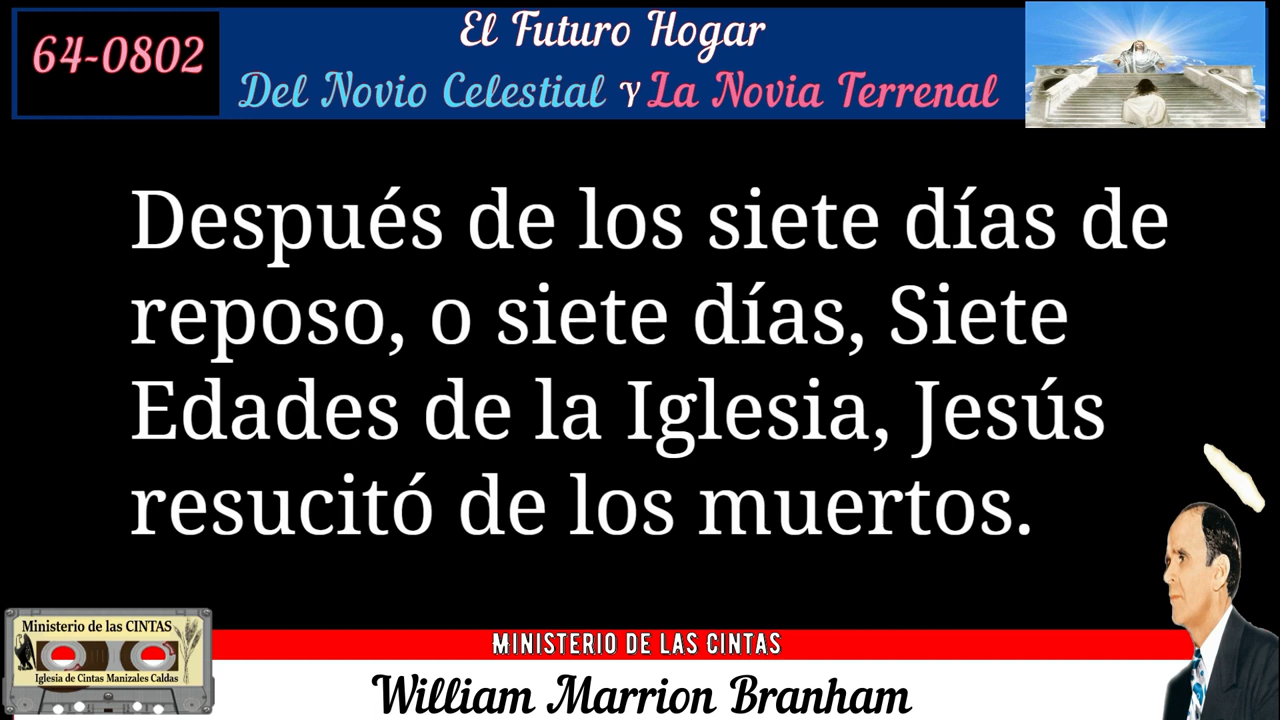 64-0802
El Futuro Hogar
Del Novio Celestial Y La Novia Terrenal
Después de los siete días de
reposo, o siete días, Siete
Edades de la Iglesia, Jesús
resucitó de los muertos.
Ministerio de las CINTAS
Iglesia de Cintas Manizales Caldas
MINISTERIO DE LAS CINTAS
William Marrion Branham